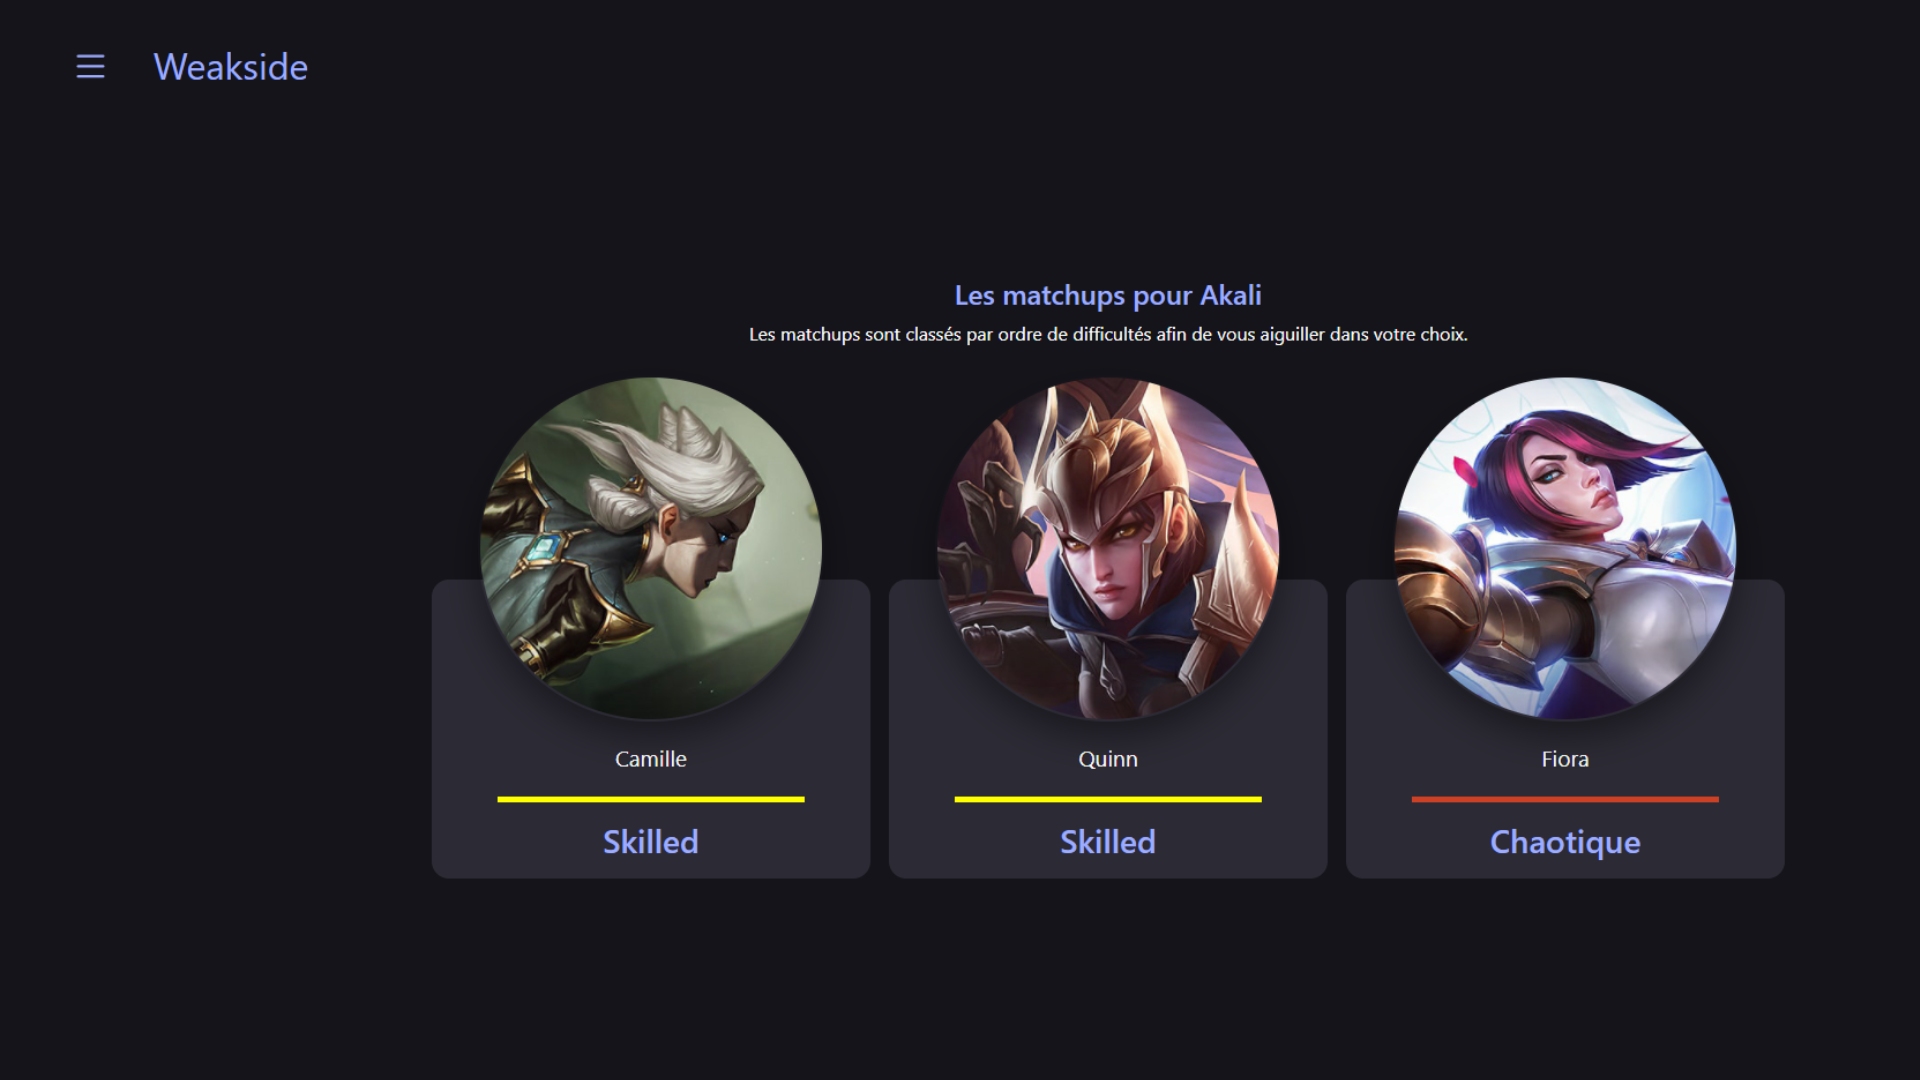 Weakside
Les matchups pour Akali
Les matchups sont classés par ordre de difficultés afin de vous aiguiller dans votre choix.
Camille
Quinn
Fiora
Skilled
Skilled
Chaotique